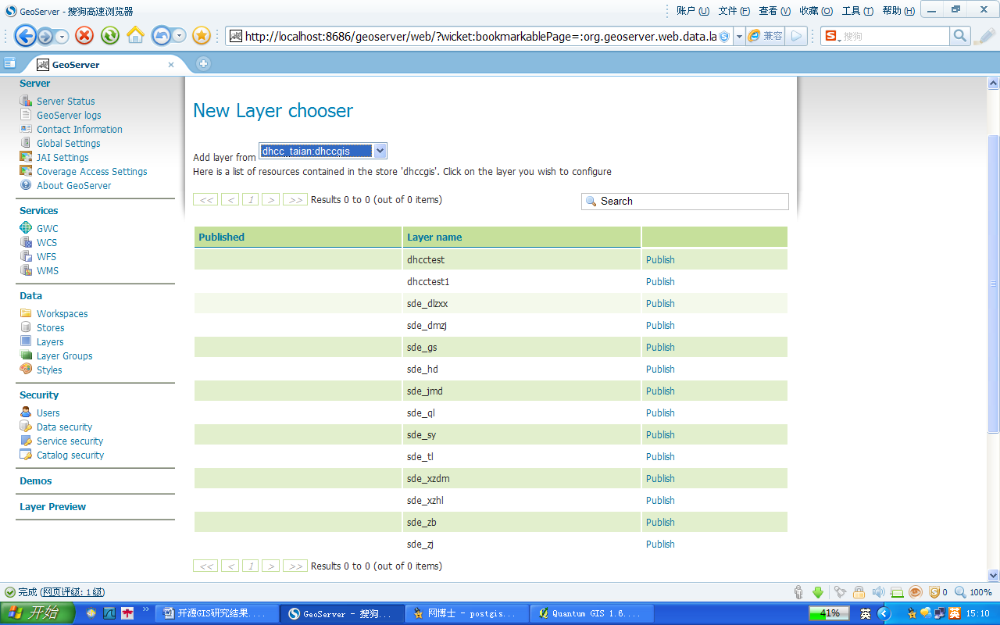 GeoServer - 搜狗高速浏览器
账户 (U) 文件 (F) 查看 (V) 收藏 (O) 工具 (T) 帮助 (H)
http://localhost:8686/geoserver/web/?wicket:bookmarkablePage=:org.geoserver.web.data.la 兼容 搜狗
GeoServer
Server
Server Status
GeoServer logs
Contact Information
Global Settings
JAI Settings
Coverage Access Settings
About GeoServer
Services
GWC
WCS
WFS
WMS
Data
Workspaces
Stores
Layers
Layer Groups
Styles
Security
Users
Data security
Service security
Catalog security
Demos
Layer Preview
New Layer chooser
Add layer from dhcc_taian:dhccgis
Here is a list of resources contained in the store 'dhccgis'. Click on the layer you wish to configure
<< < 1 > >> Results 0 to 0 (out of 0 items) Search
Published Layer name
dhcctest Publish
dhcctest1 Publish
sde_dlzxx Publish
sde_dmzj Publish
sde_gs Publish
sde_hd Publish
sde_jmd Publish
sde_ql Publish
sde_sy Publish
sde_tl Publish
sde_xzdm Publish
sde_xzhl Publish
sde_zb Publish
sde_zj Publish
<< < 1 > >> Results 0 to 0 (out of 0 items)
完成 (网页评级: 1级) 0 100%
开始 开源GIS研究结果.... GeoServer - 搜狗... 网博士 - postgis... Quantum GIS 1.6.... 41% 英 英 15:10